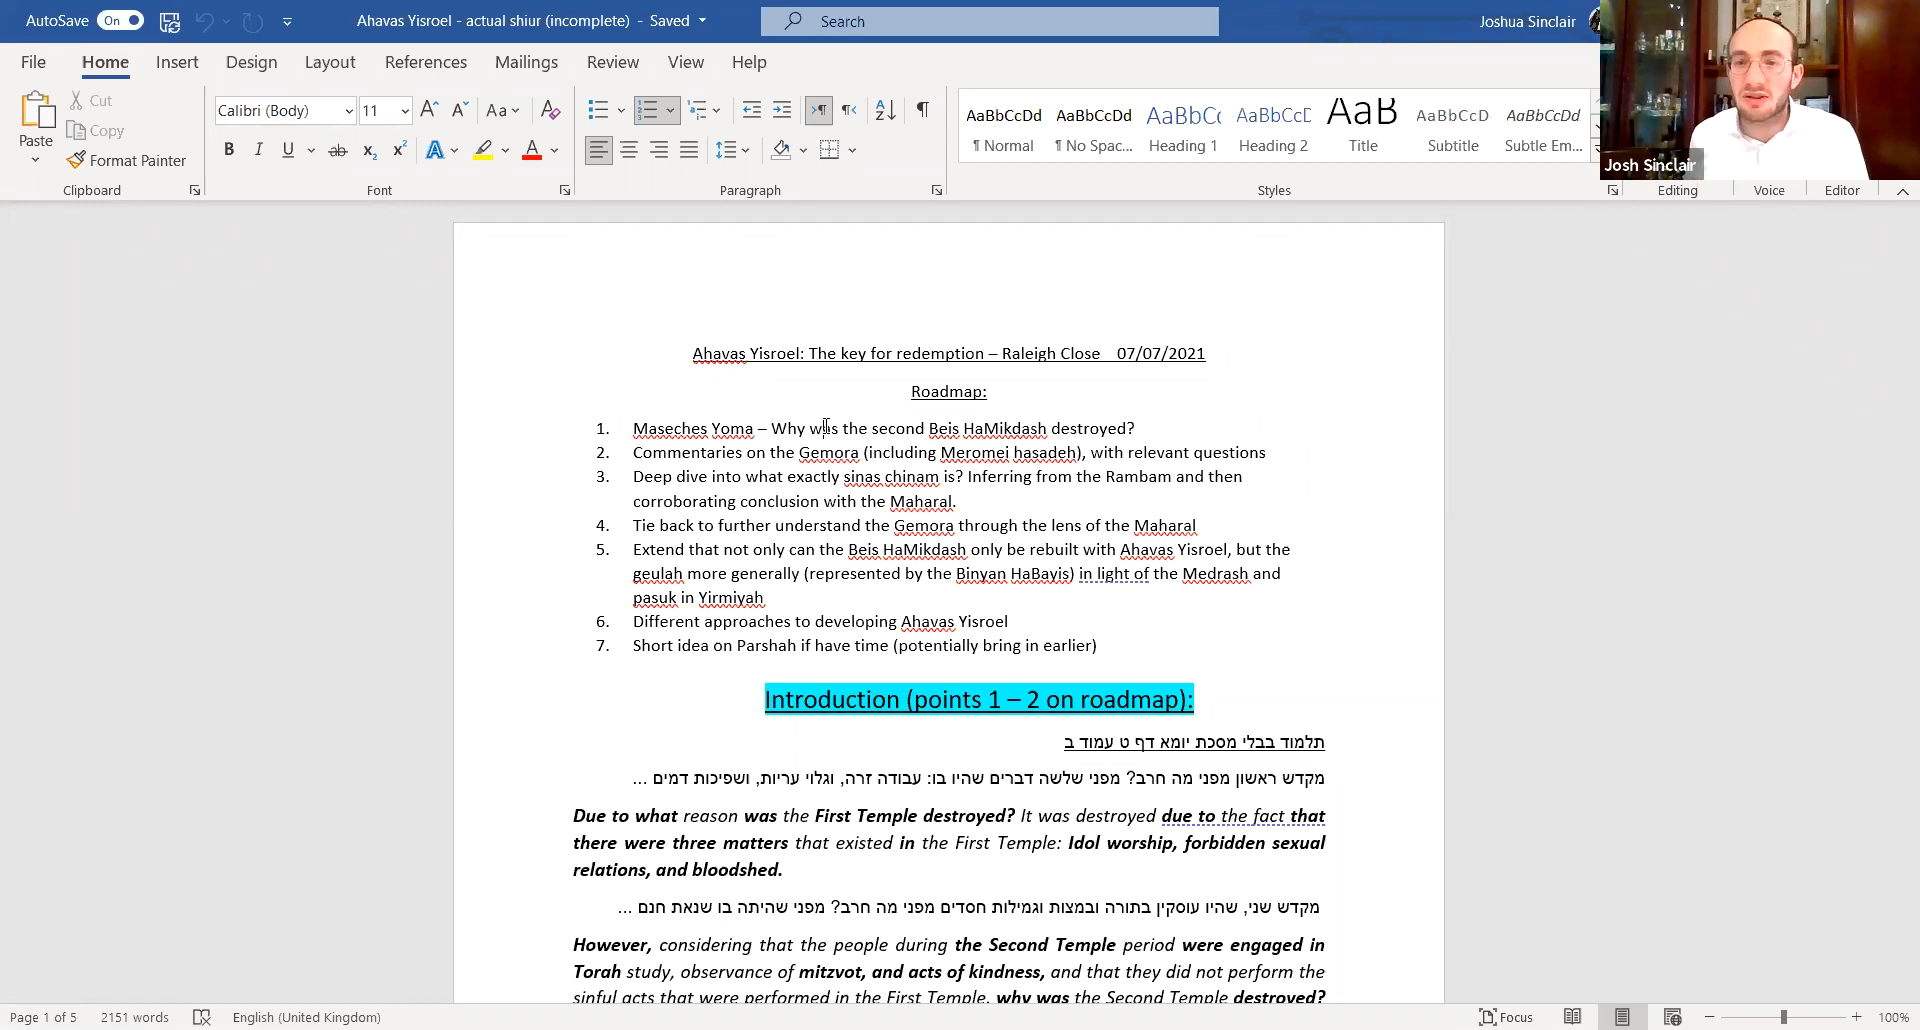 AutoSave On Ahavas Yisroel - actual shiur (incomplete) - Saved Search Joshua Sinclair
File Home Insert Design Layout References Mailings Review View Help
Paste
Cut
Copy
Format Painter
Clipboard
Calibri (Body) 11
Font
Paragraph
AaBbCcDd AaBbCcDd AaBbCc AaBbCcD AaB AaBbCcD AaBbCcDd
¶ Normal ¶ No Spac... Heading 1 Heading 2 Title Subtitle Subtle Em...
Styles
Editing Voice Editor
Josh Sinclair
Ahavas Yisroel: The key for redemption – Raleigh Close 07/07/2021
Roadmap:
1. Maseches Yoma – Why was the second Beis HaMikdash destroyed?
2. Commentaries on the Gemora (including Meromei hasadeh), with relevant questions
3. Deep dive into what exactly sinas chinam is? Inferring from the Rambam and then
corroborating conclusion with the Maharal.
4. Tie back to further understand the Gemora through the lens of the Maharal
5. Extend that not only can the Beis HaMikdash only be rebuilt with Ahavas Yisroel, but the
geulah more generally (represented by the Binyan HaBayis) in light of the Medrash and
pasuk in Yirmiyah
6. Different approaches to developing Ahavas Yisroel
7. Short idea on Parshah if have time (potentially bring in earlier)
Introduction (points 1 – 2 on roadmap):
תלמוד בבלי מסכת יומא דף ט עמוד ב
מקדש ראשון מפני מה חרב? מפני שלשה דברים שהיו בו: עבודה זרה, וגלוי עריות, ושפיכות דמים ...
Due to what reason was the First Temple destroyed? It was destroyed due to the fact that
there were three matters that existed in the First Temple: Idol worship, forbidden sexual
relations, and bloodshed.
מקדש שני, שהיו עוסקין בתורה ובמצות וגמילות חסדים מפני מה חרב? מפני שהיתה בו שנאת חנם ...
However, considering that the people during the Second Temple period were engaged in
Torah study, observance of mitzvot, and acts of kindness, and that they did not perform the
sinful acts that were performed in the First Temple, why was the Second Temple destroyed?
Page 1 of 5 2151 words English (United Kingdom) Focus 100%